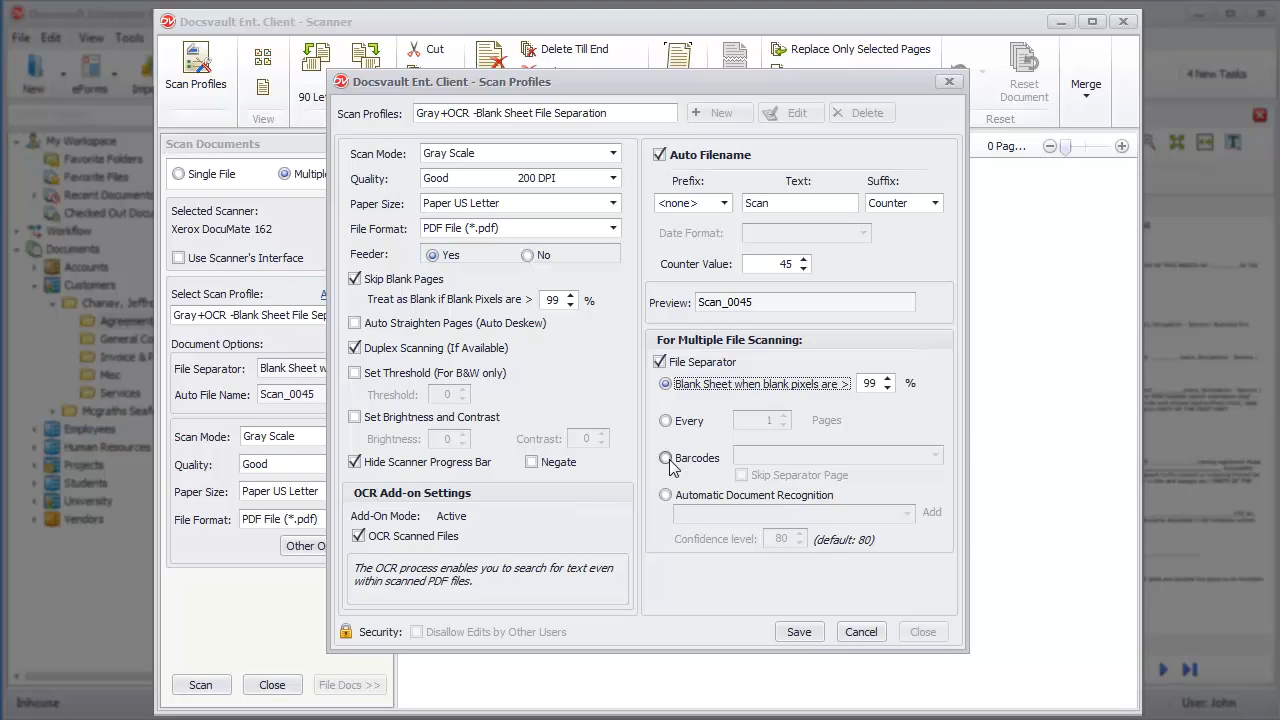 Docsvault Ent. Client - Scanner
File Edit View Tools
Scan Profiles
Cut
Delete Till End
Replace Only Selected Pages
Reset Document
Merge
New
eForms
90 Le
View
Reset
4 New Tasks
Docsvault Ent. Client - Scan Profiles
Scan Profiles: Gray+OCR -Blank Sheet File Separation
New Edit Delete
Scan Mode: Gray Scale
Quality: Good 200 DPI
Paper Size: Paper US Letter
File Format: PDF File (*.pdf)
Feeder: Yes No
Skip Blank Pages
Treat as Blank if Blank Pixels are > 99 %
Auto Straighten Pages (Auto Deskew)
Duplex Scanning (If Available)
Set Threshold (For B&W only)
Threshold: 0
Set Brightness and Contrast
Brightness: 0 Contrast: 0
Hide Scanner Progress Bar Negate
OCR Add-on Settings
Add-On Mode: Active
OCR Scanned Files
The OCR process enables you to search for text even
within scanned PDF files.
Security: Disallow Edits by Other Users
Auto Filename
Prefix: Text: Suffix:
<none> Scan Counter
Date Format:
Counter Value: 45
Preview: Scan_0045
For Multiple File Scanning:
File Separator
Blank Sheet when blank > 99 %
Every 1 Pages
Barcodes
Skip Separator Page
Automatic Document Recognition
Add
Confidence level: 80 (default: 80)
Save Cancel Close
Scan Documents
Single File Multiple
Selected Scanner:
Xerox DocuMate 162
Use Scanner's Interface
Select Scan Profile: A
Gray+OCR -Blank Sheet File Sep
Document Options:
File Separator: Blank Sheet w
Auto File Name: Scan_0045
Scan Mode: Gray Scale
Quality: Good
Paper Size: Paper US Letter
File Format: PDF File (*.pdf)
Other O
Scan Close File Docs >>
0 Pag...
My Workspace
Favorite Folders
Favorite Files
Recent Documents
Checked Out Doc
Workflow
Documents
Accounts
Customers
Chanay, Jeffre
Agreement
General Co
Invoice & P
Misc
Services
McGraths Seaf
Employees
Human Resources
Projects
Students
University
Vendors
Inhouse
User: John